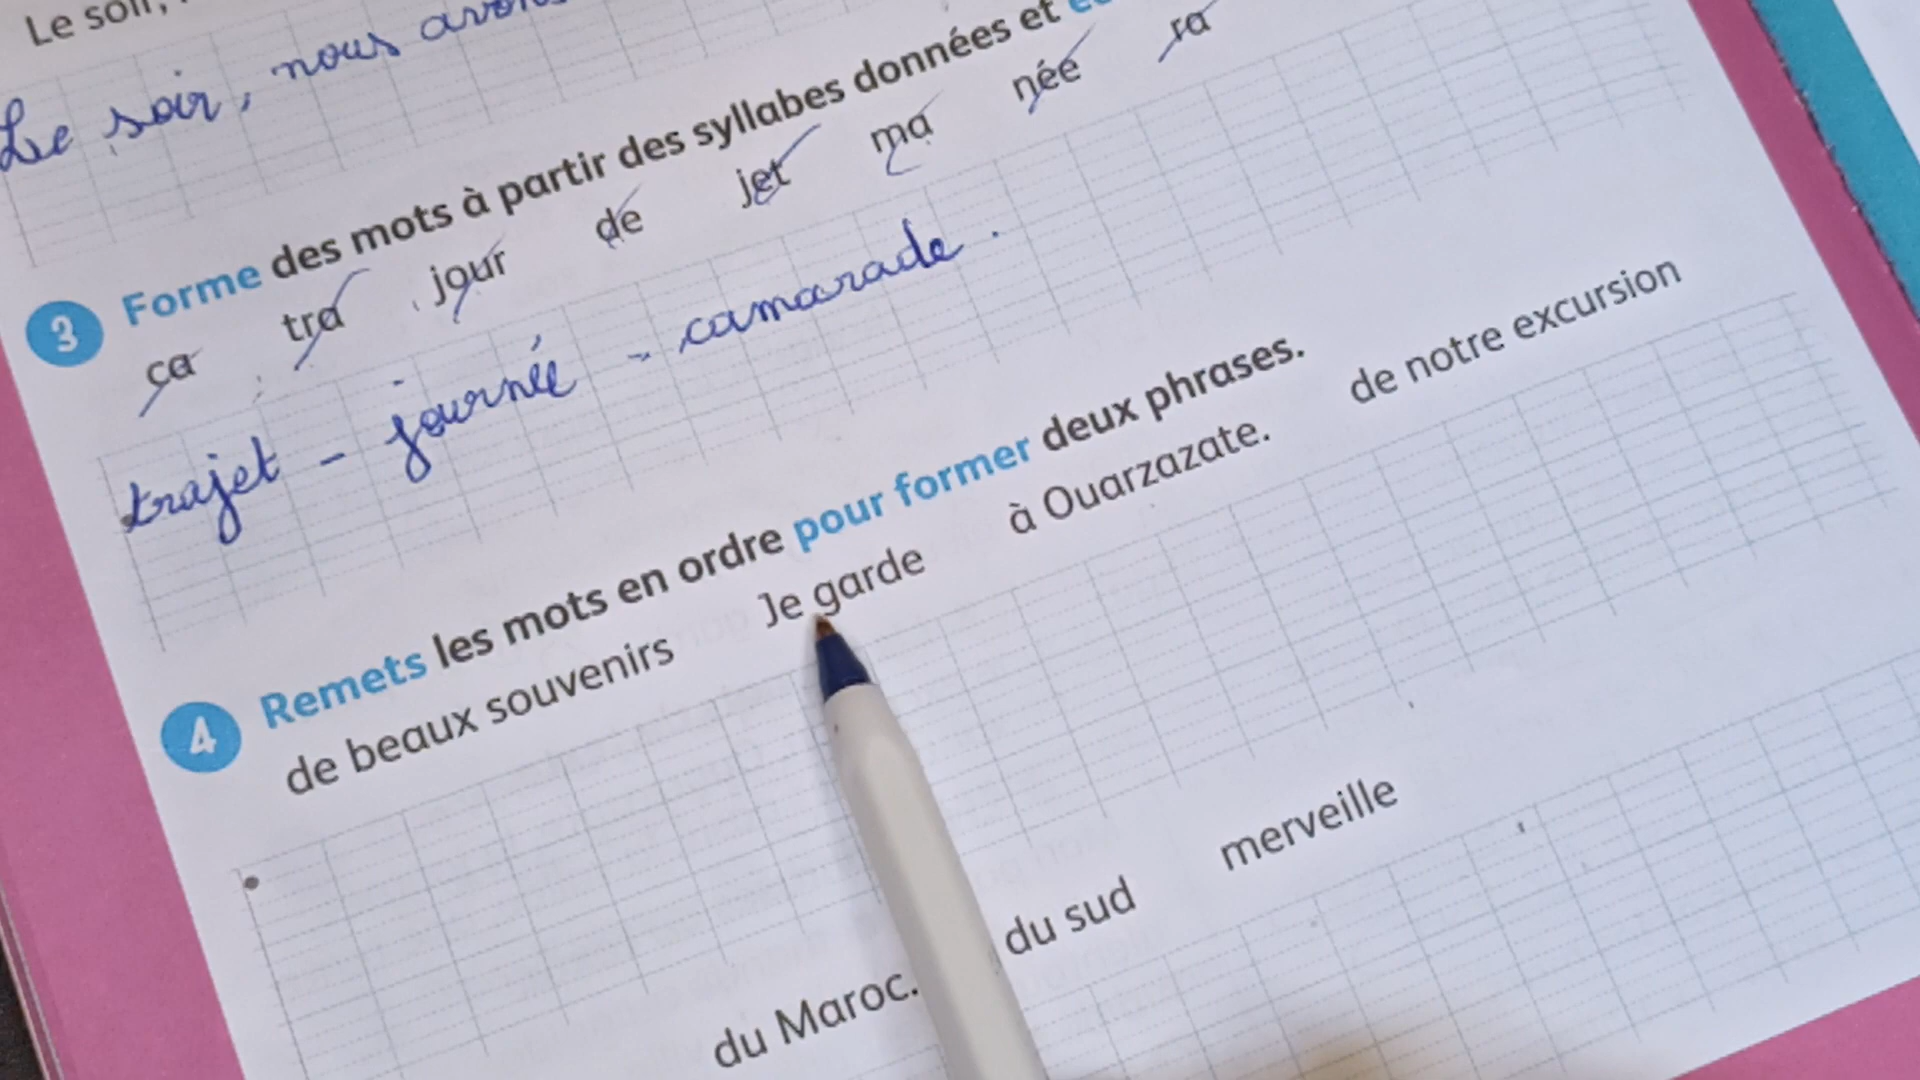 Le soir,
Le soir, nous avons
3 Forme des mots à partir des syllabes données et
ca tra jour de jet ma née ra
trajet - journée - camarade.
4 Remets les mots en ordre pour former deux phrases.
de beaux souvenirs Je garde à Ouarzazate. de notre excursion
du Maroc. du sud merveille